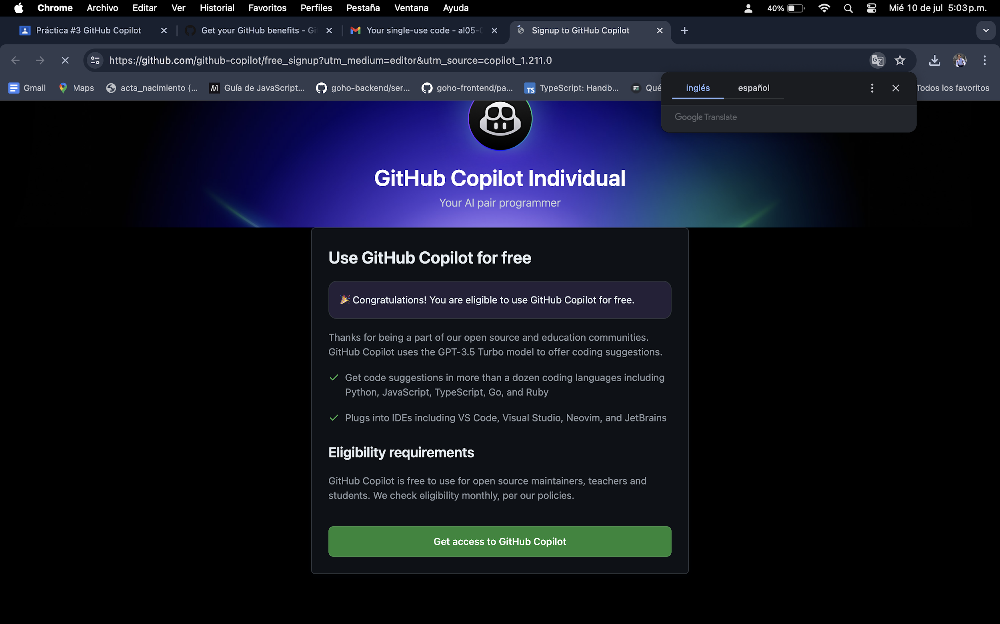 Chrome Archivo Editar Ver Historial Favoritos Perfiles Pestaña Ventana Ayuda 40% Mié 10 de jul 5:03 p.m.
Práctica #3 GitHub Copilot Get your GitHub benefits - Gi Your single-use code - al05- Signup to GitHub Copilot
https://github.com/github-copilot/free_signup?utm_medium=editor&utm_source=copilot_1.211.0
Gmail Maps acta_nacimiento (... Guía de JavaScript... goho-backend/ser... goho-frontend/pa... TypeScript: Handb... Qué Todos los favoritos
inglés español
Google Translate
GitHub Copilot Individual
Your AI pair programmer
Use GitHub Copilot for free
🎉 Congratulations! You are eligible to use GitHub Copilot for free.
Thanks for being a part of our open source and education communities.
GitHub Copilot uses the GPT-3.5 Turbo model to offer coding suggestions.
Get code suggestions in more than a dozen coding languages including
Python, JavaScript, TypeScript, Go, and Ruby
Plugs into IDEs including VS Code, Visual Studio, Neovim, and JetBrains
Eligibility requirements
GitHub Copilot is free to use for open source maintainers, teachers and
students. We check eligibility monthly, per our policies.
Get access to GitHub Copilot